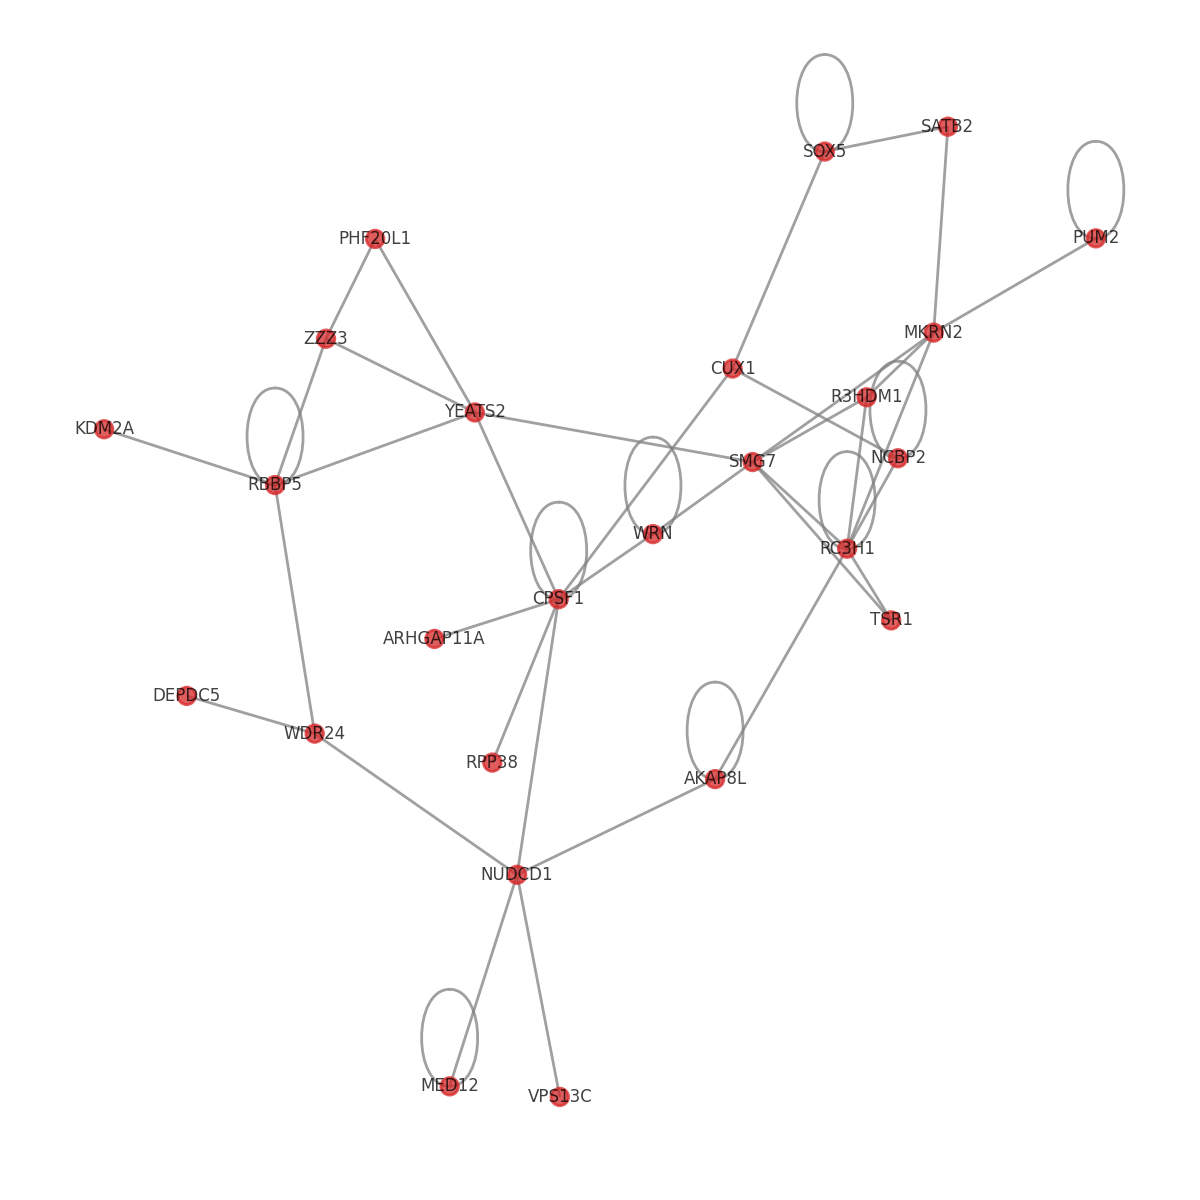 SATB2
SOX5
PUM2
PHF20L1
MKRN2
ZZZ3
CUX1
R3HDM1
YEATS2
KDM2A
NCBP2
SMG7
RBBP5
WRN
RC3H1
CPSF1
TSR1
ARHGAP11A
DEPDC5
WDR24
RPP38
AKAP8L
NUDCD1
MED12
VPS13C